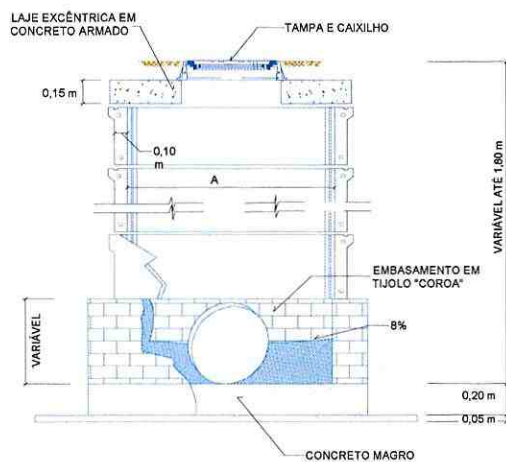 LAJE EXCÊNTRICA EM
CONCRETO ARMADO
TAMPA E CAIXILHO
0,15 m
0,10
m
A
VARIÁVEL ATÉ 1,80 m
EMBASAMENTO EM
TIJOLO "COROA"
8%
VARIÁVEL
0,20 m
0,05 m
CONCRETO MAGRO